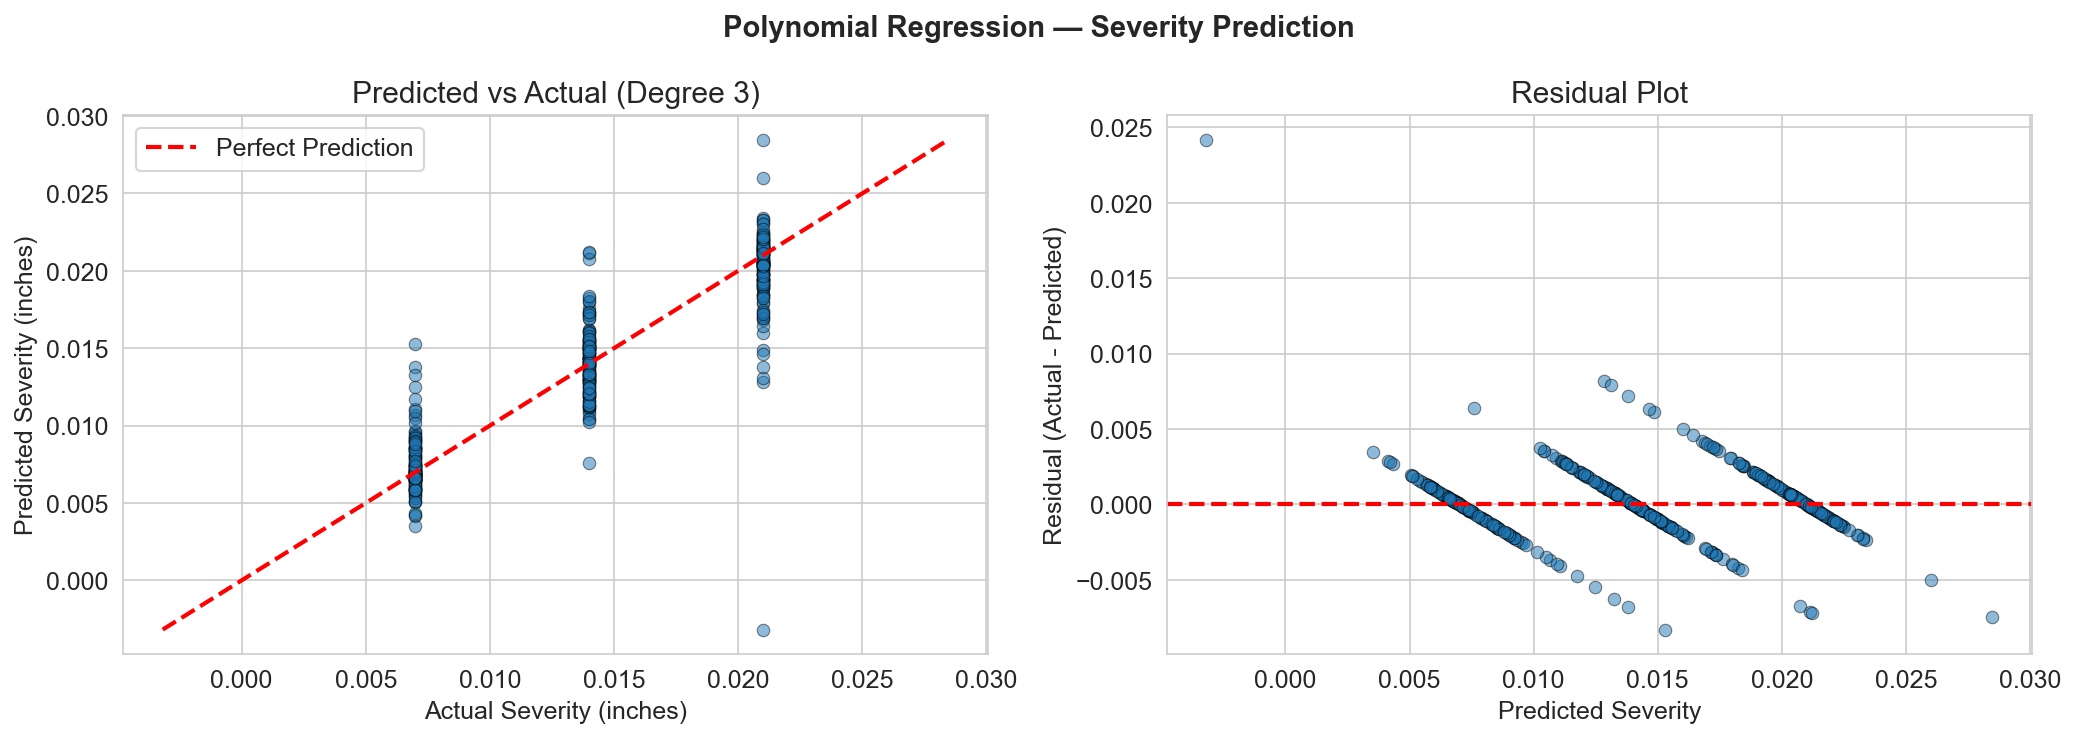 Polynomial Regression — Severity Prediction
Predicted vs Actual (Degree 3)
Perfect Prediction
0.030
0.025
0.020
0.015
0.010
0.005
0.000
Predicted Severity (inches)
0.000 0.005 0.010 0.015 0.020 0.025 0.030
Actual Severity (inches)
Residual Plot
0.025
0.020
0.015
0.010
0.005
0.000
−0.005
Residual (Actual - Predicted)
0.000 0.005 0.010 0.015 0.020 0.025 0.030
Predicted Severity